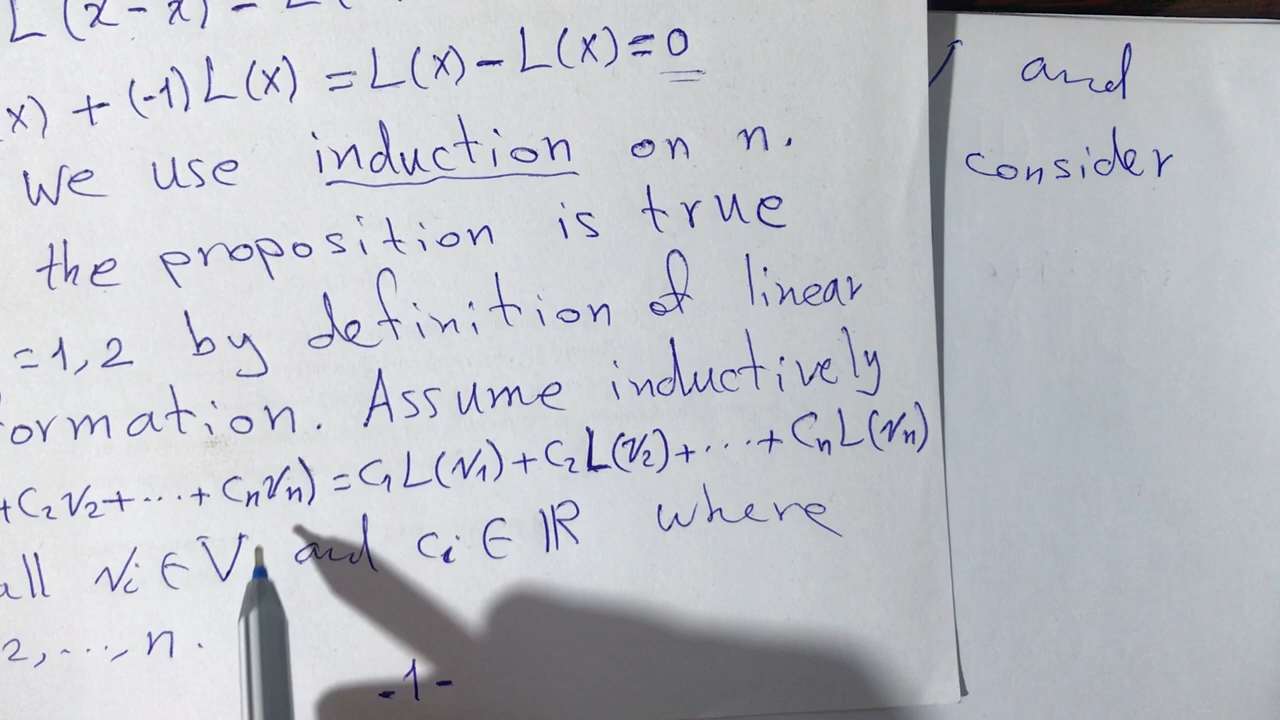 L(x-x) = L(
x) + (-1)L(x) = L(x) - L(x) = 0
We use induction on n.
the proposition is true
=1,2 by definition of linear
formation. Assume inductively
+C₂V₂+...+CₙVₙ) = C₁L(V₁)+C₂L(V₂)+...+CₙL(Vₙ)
all Vᵢ ∈ V and cᵢ ∈ ℝ where
2,...,n.
-1-
and
consider